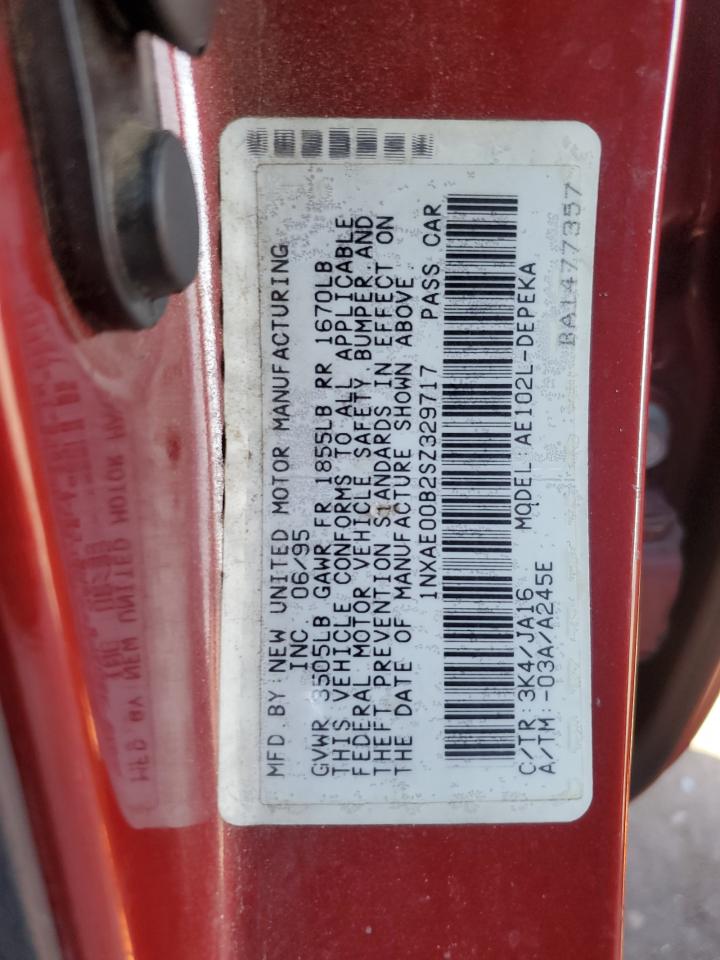 MFD. BY: NEW UNITED MOTOR MANUFACTURING
INC. 06/95
GVWR 3505LB GAWR FR 1855LB RR 1670LB
THIS VEHICLE CONFORMS TO ALL APPLICABLE
FEDERAL MOTOR VEHICLE SAFETY, BUMPER AND
THEFT PREVENTION STANDARDS IN EFFECT ON
THE DATE OF MANUFACTURE SHOWN ABOVE.
1NXAE00B2SZ329717 PASS CAR
C/TR: 3K4/JA16 MODEL: AE102L-DEPEKA
A/TM: -03A/A245E
BA1477357